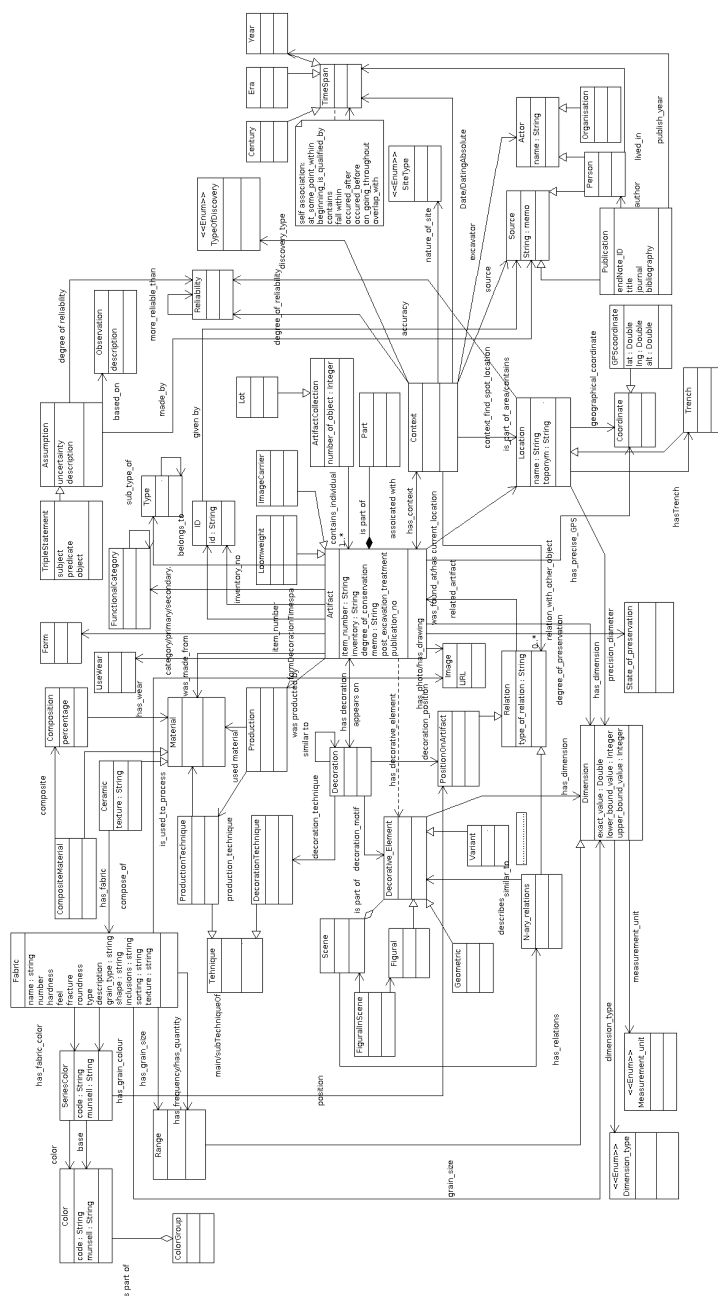 Year
Era
Century
TimeSpan
self association:
at_some_point_within
beginning_is_qualified_by
contains
fall within
occured_after
occured_before
on_going_throughout
overlap_with
<<Enum>>
TypeOfDiscovery
<<Enum>>
SiteType
Actor
name : String
Organisation
Person
Source
String : memo
Publication
endNote_ID
title
journal
bibliography
publish_year
lived_in
author
Date/DatingAbsolute
excavator
source
nature_of_site
discovery_type
degree of reliability
more_reliable_than
Reliability
degree_of_reliability
accuracy
Observation
description
based_on
made_by
Assumption
uncertainty
description
TripleStatement
subject
predicate
object
given by
Lot
ArtifactCollection
number_of_object : integer
Part
Context
context_find_spot_location
is_part_of_area/contains
Location
name : String
toponym : String
geographical_coordinate
GPScoordinate
lat : Double
lng : Double
alt : Double
Coordinate
Trench
hasTrench
sub_type_of
Type
belongs_to
ID
id : String
inventory_no
ImageCarrier
Loomweight
contains_individual
1..*
is part of
assoicated with
has_context
FunctionalCategory
category/primary/secondary.
item_number
Artifact
item_number : String
inventory : String
degree_of_conservation
memo : String
post_excavation_treatment
publication_no
was_found_at/has current_location
related_artifact
relation_with_other_object
has_precise_GPS
Form
UseWear
has_wear
was_made_from
Composition
percentage
composite
Material
used material
Production
was producted by
has decoration
appears on
similar to
Decoration
has_photo/has_drawing
Image
URL
decoration_position
has_decorative_element
PositionOnArtifact
Relation
type_of_relation : String
0..*
degree_of_preservation
State_of_preservation
precision_diameter
has_dimension
Dimension
exact_value : Double
lower_bound_value : Integer
upper_bound_value : Integer
has_dimension
Ceramic
texture : String
is_used_to_process
CompositeMaterial
has_fabric
compose_of
ProductionTechnique
production_technique
DecorationTechnique
decoration_technique
decoration_motif
Decorative_Element
Variant
describes
similar_to
N-ary_relations
Tehnique
main/subTechniqueOf
is part of
Scene
Figural
FiguralInScene
Geometric
has_relations
Fabric
name : string
number
hardness
feel
fracture
roundness
type
description
grain_type : string
shape : string
inclusions : string
sorting : string
texture : string
has_fabric_color
has_grain_colour
has_grain_size
has_frequency/has_quantity
SeriesColor
code : String
munsell : String
color
base
Range
position
measurement_unit
dimension_type
<<Enum>>
Measurement_unit
<<Enum>>
Dimension_type
grain_size
Color
code : String
munsell : String
ColorGroup
s part of